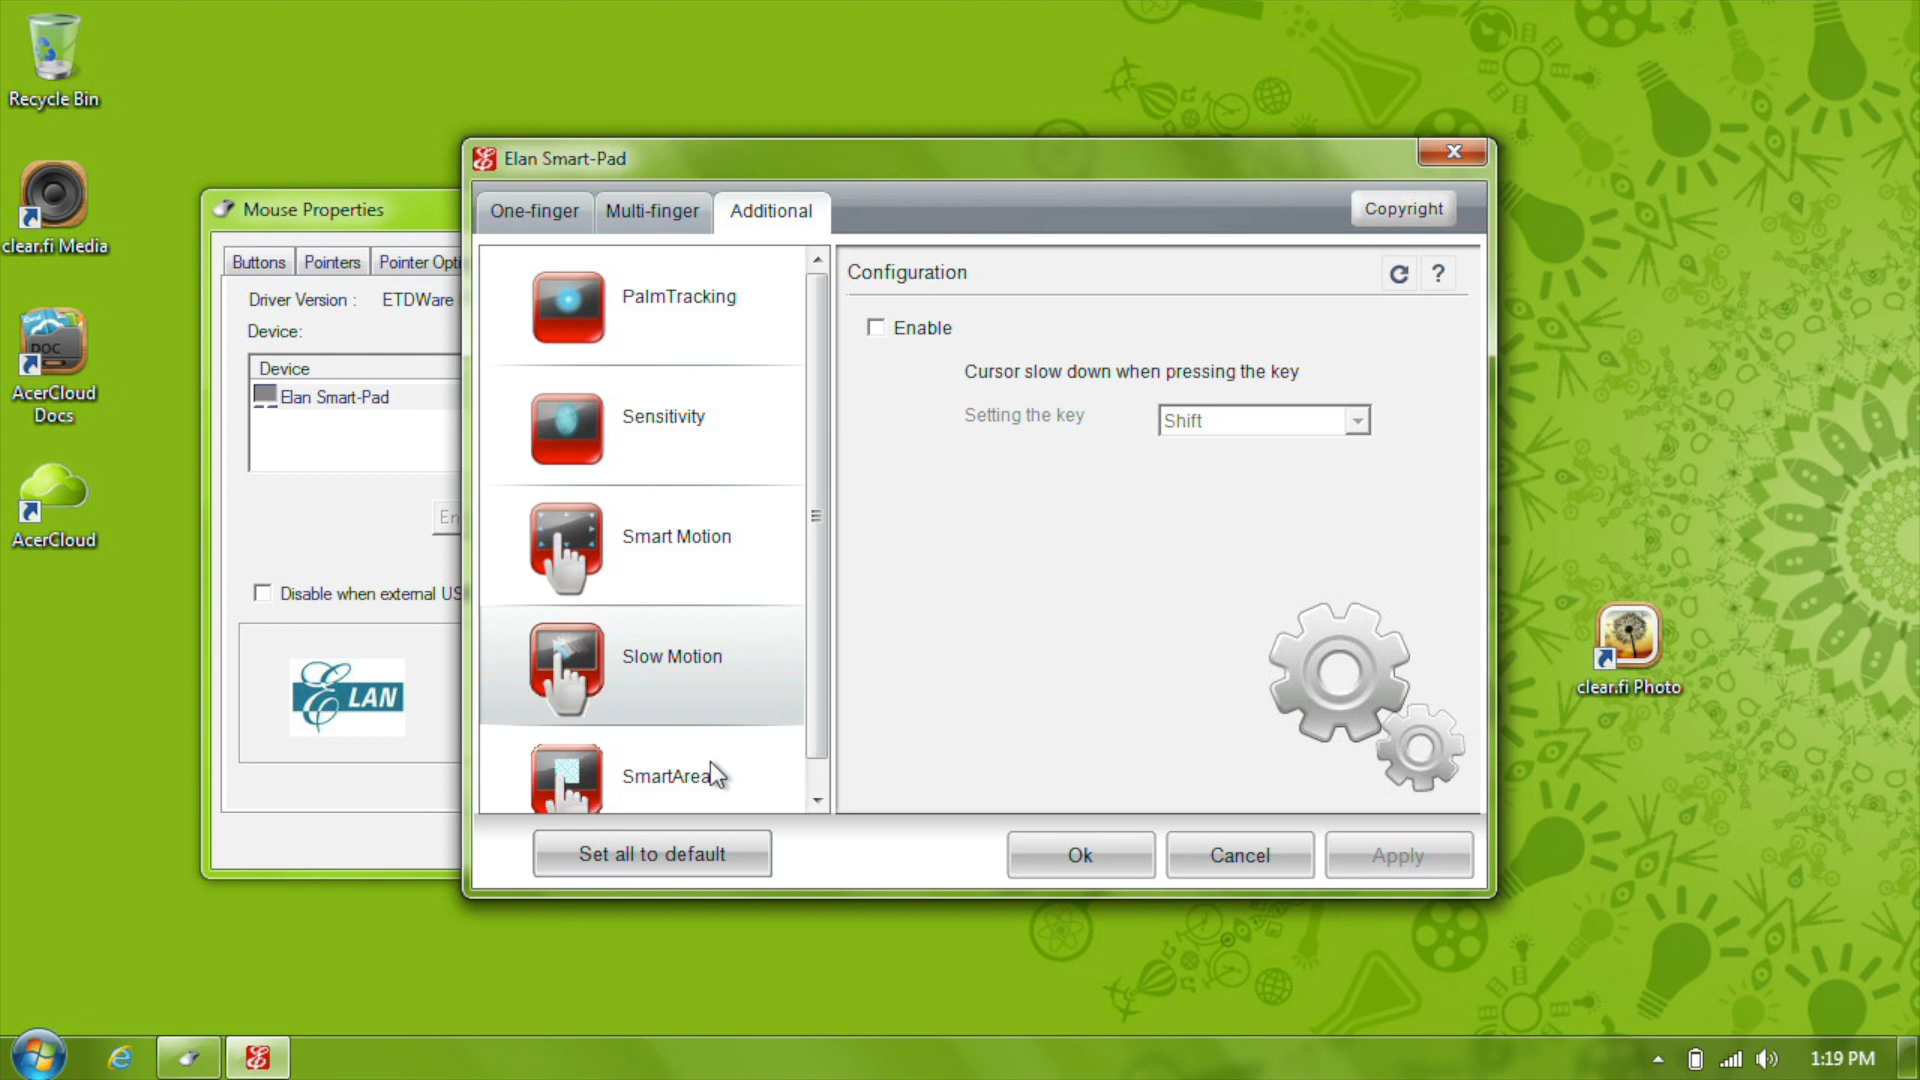 Recycle Bin
clear.fi Media
DOC
AcerCloud
Docs
AcerCloud
Mouse Properties
Buttons
Pointers
Pointer Opti
Driver Version :
ETDWare
Device:
Device
Elan Smart-Pad
En
Disable when external US
ELAN
Elan Smart-Pad
One-finger
Multi-finger
Additional
Copyright
PalmTracking
Sensitivity
Smart Motion
Slow Motion
SmartArea
Configuration
?
Enable
Cursor slow down when pressing the key
Setting the key
Shift
Set all to default
Ok
Cancel
Apply
clear.fi Photo
1:19 PM